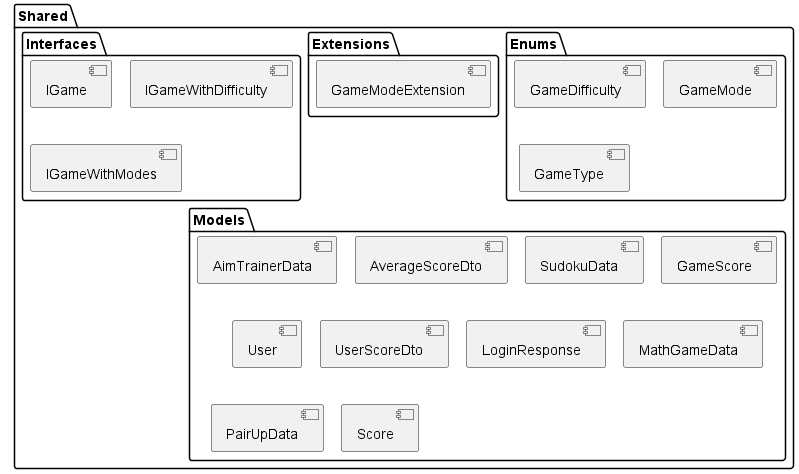 Shared
Interfaces
IGame
IGameWithDifficulty
IGameWithModes
Extensions
GameModeExtension
Enums
GameDifficulty
GameMode
GameType
Models
AimTrainerData
AverageScoreDto
SudokuData
GameScore
User
UserScoreDto
LoginResponse
MathGameData
PairUpData
Score